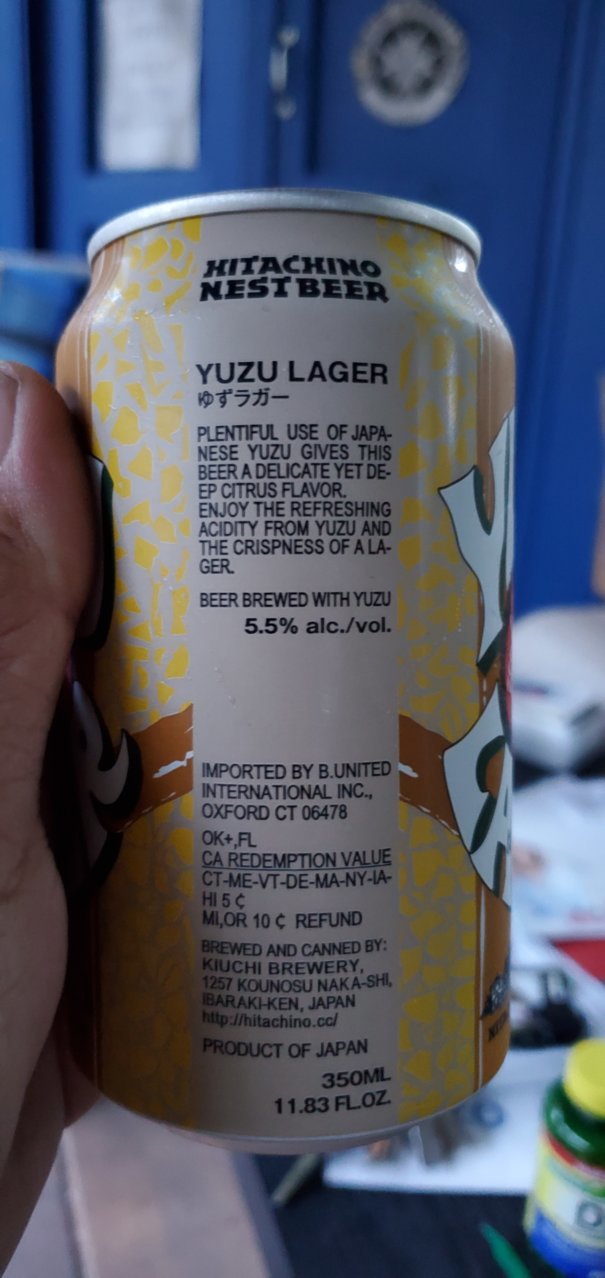 HITACHINO
NEST BEER
YUZU LAGER
ゆずラガー
PLENTIFUL USE OF JAPA-
NESE YUZU GIVES THIS
BEER A DELICATE YET DE-
EP CITRUS FLAVOR.
ENJOY THE REFRESHING
ACIDITY FROM YUZU AND
THE CRISPNESS OF A LA-
GER.
BEER BREWED WITH YUZU
5.5% alc./vol.
IMPORTED BY B.UNITED
INTERNATIONAL INC.,
OXFORD CT 06478
OK+,FL
CA REDEMPTION VALUE
CT-ME-VT-DE-MA-NY-IA-
HI 5 ¢
MI,OR 10 ¢ REFUND
BREWED AND CANNED BY:
KIUCHI BREWERY,
1257 KOUNOSU NAKA-SHI,
IBARAKI-KEN, JAPAN
http://hitachino.cc/
PRODUCT OF JAPAN
350ML
11.83 FL.OZ.